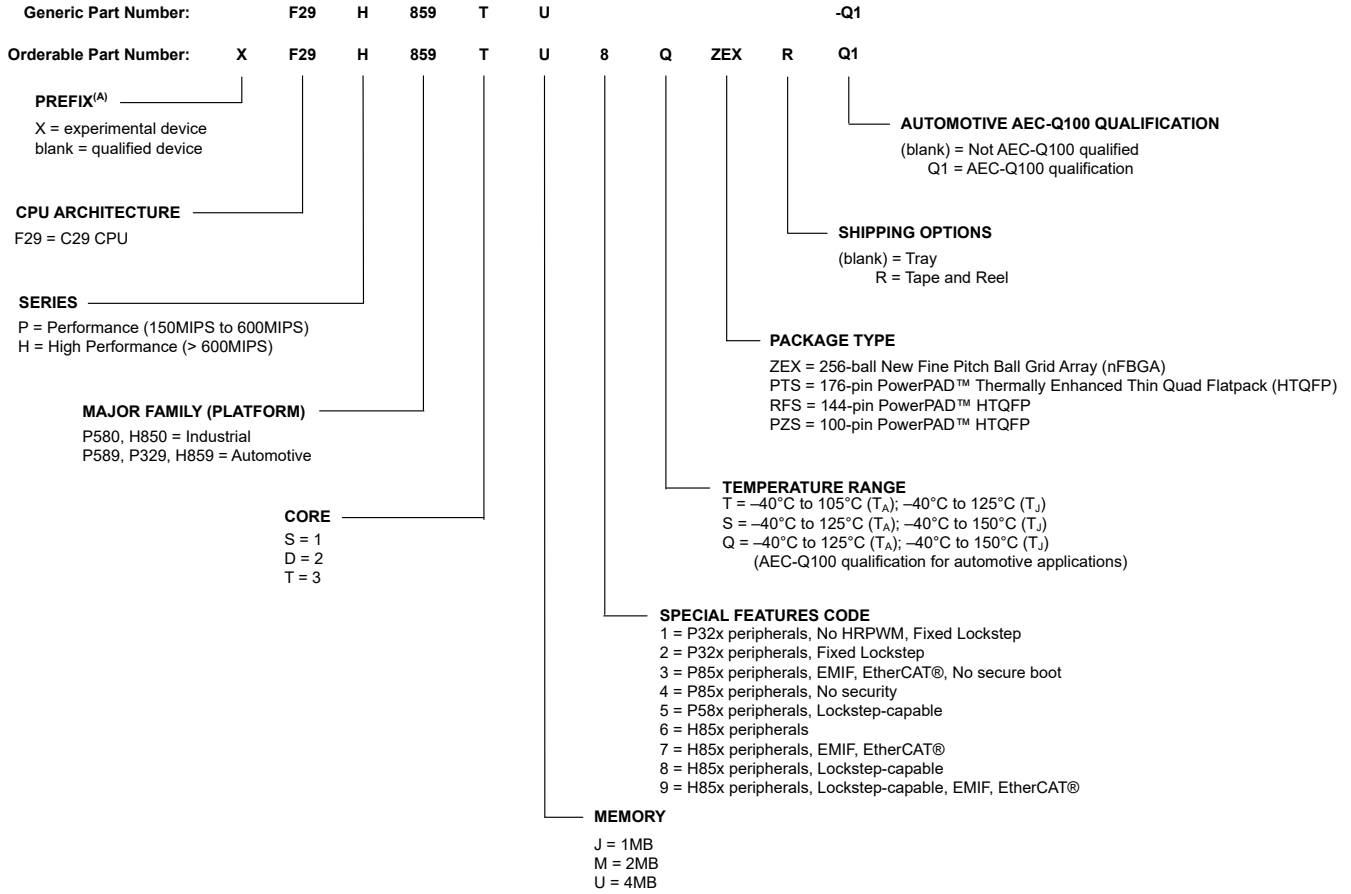 Generic Part Number: F29 H 859 T U -Q1
Orderable Part Number: X F29 H 859 T U 8 Q ZEX R Q1
PREFIX(A)
X = experimental device
blank = qualified device
CPU ARCHITECTURE
F29 = C29 CPU
SERIES
P = Performance (150MIPS to 600MIPS)
H = High Performance (> 600MIPS)
MAJOR FAMILY (PLATFORM)
P580, H850 = Industrial
P589, P329, H859 = Automotive
CORE
S = 1
D = 2
T = 3
AUTOMOTIVE AEC-Q100 QUALIFICATION
(blank) = Not AEC-Q100 qualified
Q1 = AEC-Q100 qualification
SHIPPING OPTIONS
(blank) = Tray
R = Tape and Reel
PACKAGE TYPE
ZEX = 256-ball New Fine Pitch Ball Grid Array (nFBGA)
PTS = 176-pin PowerPAD™ Thermally Enhanced Thin Quad Flatpack (HTQFP)
RFS = 144-pin PowerPAD™ HTQFP
PZS = 100-pin PowerPAD™ HTQFP
TEMPERATURE RANGE
T = –40°C to 105°C (TA); –40°C to 125°C (TJ)
S = –40°C to 125°C (TA); –40°C to 150°C (TJ)
Q = –40°C to 125°C (TA); –40°C to 150°C (TJ)
(AEC-Q100 qualification for automotive applications)
SPECIAL FEATURES CODE
1 = P32x peripherals, No HRPWM, Fixed Lockstep
2 = P32x peripherals, Fixed Lockstep
3 = P85x peripherals, EMIF, EtherCAT®, No secure boot
4 = P85x peripherals, No security
5 = P58x peripherals, Lockstep-capable
6 = H85x peripherals
7 = H85x peripherals, EMIF, EtherCAT®
8 = H85x peripherals, Lockstep-capable
9 = H85x peripherals, Lockstep-capable, EMIF, EtherCAT®
MEMORY
J = 1MB
M = 2MB
U = 4MB